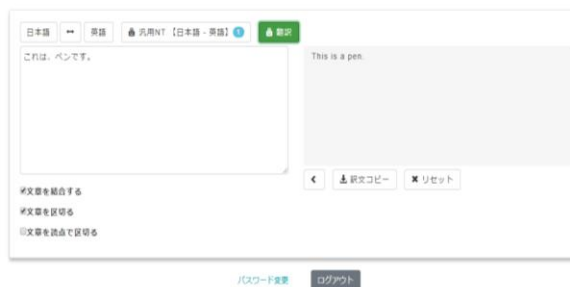 日本語 ↔ 英語 汎用NT 【日本語 - 英語】 1 翻訳
これは、ペンです。
This is a pen.
訳文コピー ✖ リセット
文章を結合する
文章を区切る
文章を読点で区切る
パスワード変更 ログアウト